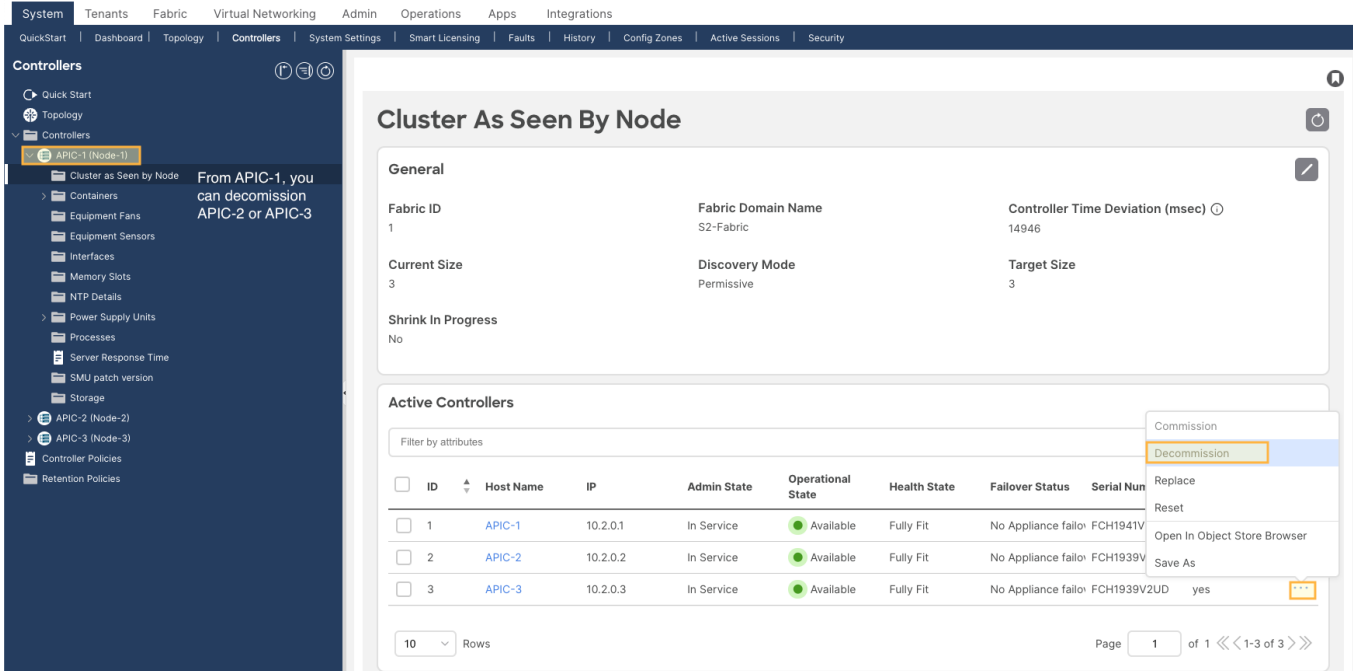 System Tenants Fabric Virtual Networking Admin Operations Apps Integrations
QuickStart Dashboard Topology Controllers System Settings Smart Licensing Faults History Config Zones Active Sessions Security
Controllers
Quick Start
Topology
Controllers
APIC-1 (Node-1)
Cluster as Seen by Node
Containers
Equipment Fans
Equipment Sensors
Interfaces
Memory Slots
NTP Details
Power Supply Units
Processes
Server Response Time
SMU patch version
Storage
APIC-2 (Node-2)
APIC-3 (Node-3)
Controller Policies
Retention Policies
From APIC-1, you
can decomission
APIC-2 or APIC-3
Cluster As Seen By Node
General
Fabric ID
1
Fabric Domain Name
S2-Fabric
Controller Time Deviation (msec)
14946
Current Size
3
Discovery Mode
Permissive
Target Size
3
Shrink In Progress
No
Active Controllers
Filter by attributes
ID Host Name IP Admin State Operational State Health State Failover Status Serial Num
1 APIC-1 10.2.0.1 In Service Available Fully Fit No Appliance failov FCH1941V
2 APIC-2 10.2.0.2 In Service Available Fully Fit No Appliance failov FCH1939V
3 APIC-3 10.2.0.3 In Service Available Fully Fit No Appliance failov FCH1939V2UD yes ...
Commission
Decommission
Replace
Reset
Open In Object Store Browser
Save As
10 Rows
Page 1 of 1 1-3 of 3